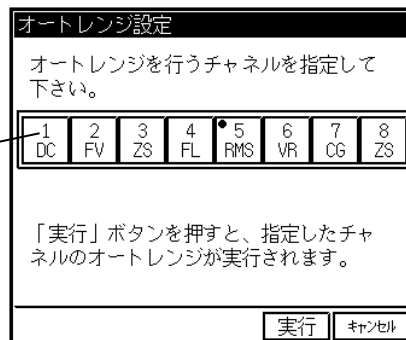 オートレンジ設定
オートレンジを行うチャネルを指定して
下さい。
1 2 3 4 5 6 7 8
DC FV ZS FL RMS VR CG ZS
「実行」ボタンを押すと、指定したチャ
ネルのオートレンジが実行されます。
実行 キャンセル